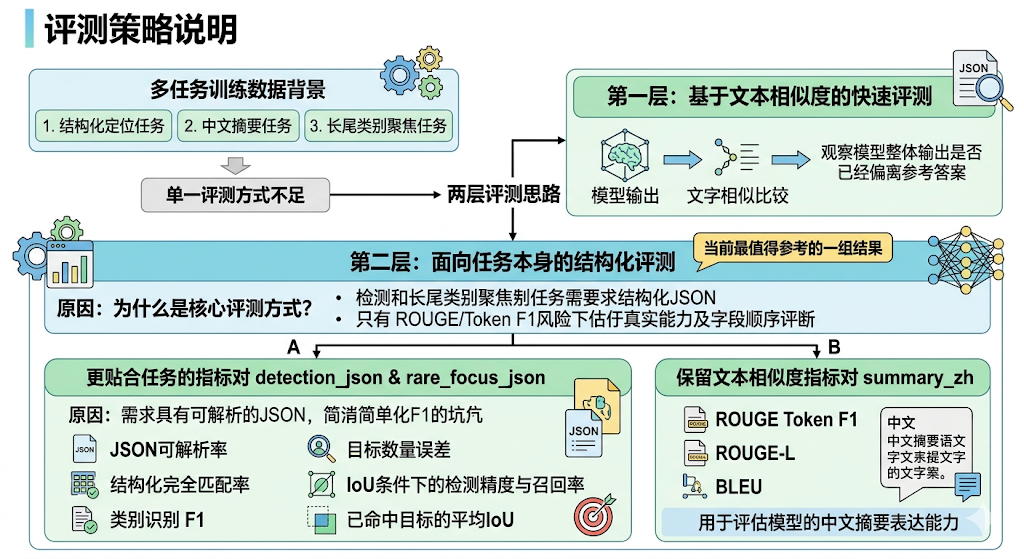 评测策略说明
多任务训练数据背景
1. 结构化定位任务
2. 中文摘要任务
3. 长尾类别聚焦任务
单一评测方式不足
两层评测思路
JSON
第一层：基于文本相似度的快速评测
模型输出
文字相似比较
观察模型整体输出是否
已经偏离参考答案
当前最值得参考的一组结果
第二层：面向任务本身的结构化评测
原因：为什么是核心评测方式？
• 检测和长尾类别聚焦别任务需要求结构化JSON
• 只有 ROUGE/Token F1风险下估仔真实能力及字段顺序评断
A
B
更贴合任务的指标对 detection_json & rare_focus_json
原因：需求具有可解析的JSON，简消简单化F1的坑
JSON
JSON
JSON可解析率
目标数量误差
结构化完全匹配率
IoU条件下的检测精度与召回率
类别识别 F1
已命中目标的平均IoU
保留文本相似度指标对 summary_zh
ROUGE Token F1
ROUGE-L
BLEU
中文
中文摘要语文
字文来提文字
的文字案。
用于评估模型的中文摘要表达能力